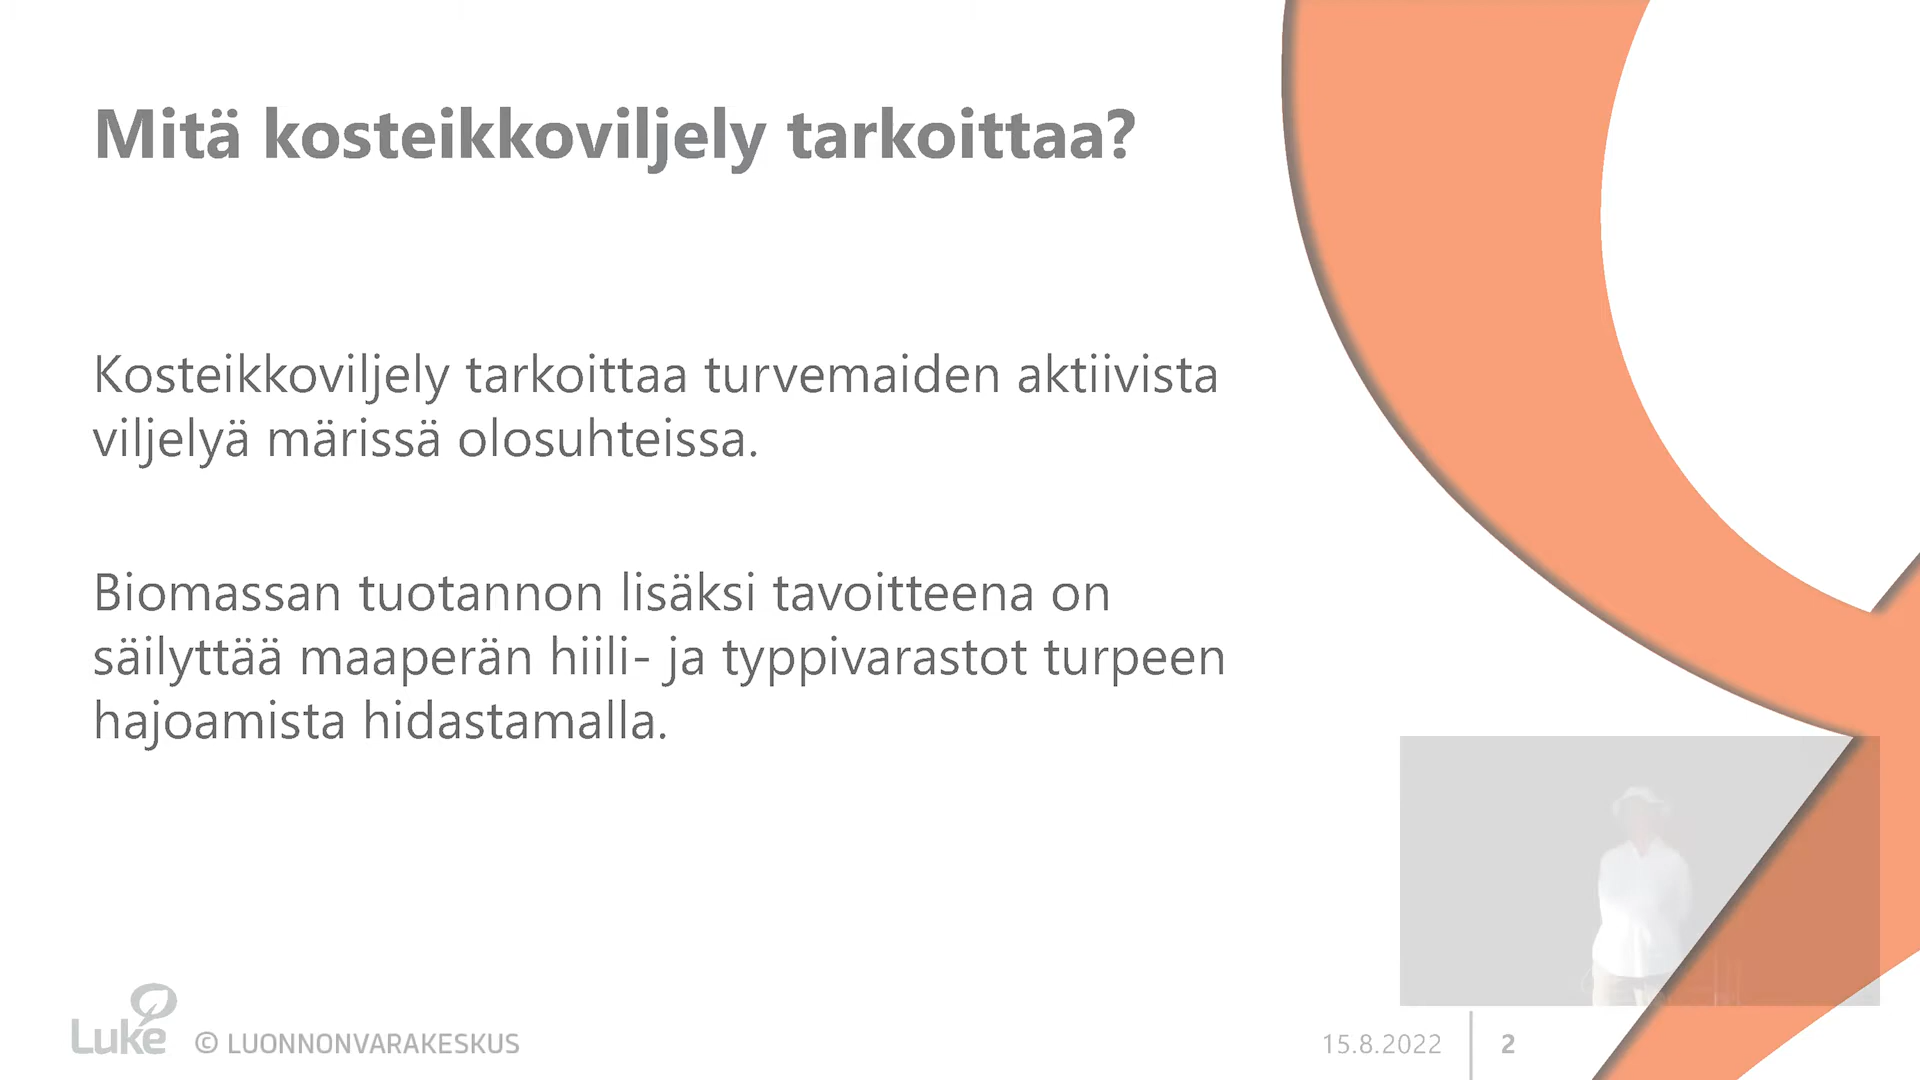 Mitä kosteikkoviljely tarkoittaa?
Kosteikkoviljely tarkoittaa turvemaiden aktiivista
viljelyä märissä olosuhteissa.
Biomassan tuotannon lisäksi tavoitteena on
säilyttää maaperän hiili- ja typpivarastot turpeen
hajoamista hidastamalla.
Luke © LUONNONVARAKESKUS
15.8.2022 2